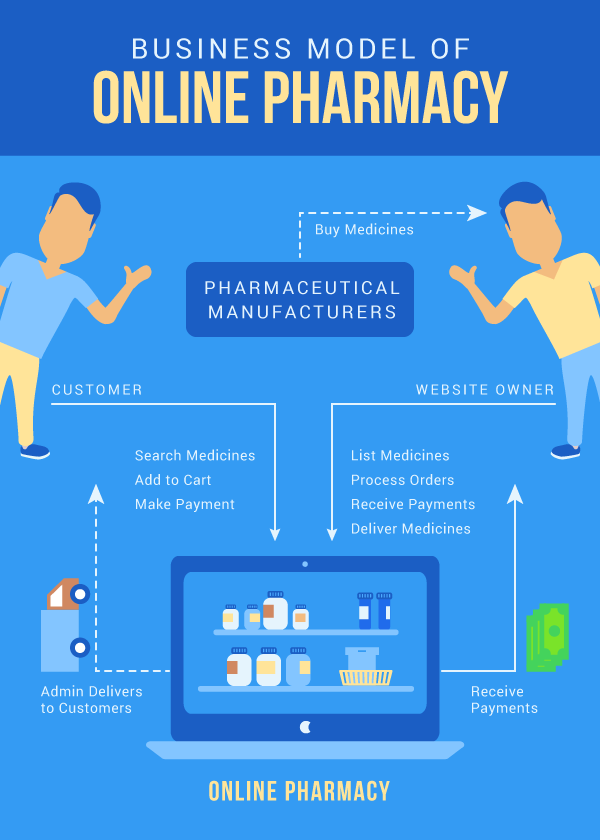 BUSINESS MODEL OF
ONLINE PHARMACY
Buy Medicines
PHARMACEUTICAL
MANUFACTURERS
CUSTOMER
WEBSITE OWNER
Search Medicines
Add to Cart
Make Payment
List Medicines
Process Orders
Receive Payments
Deliver Medicines
Admin Delivers
to Customers
Receive
Payments
ONLINE PHARMACY